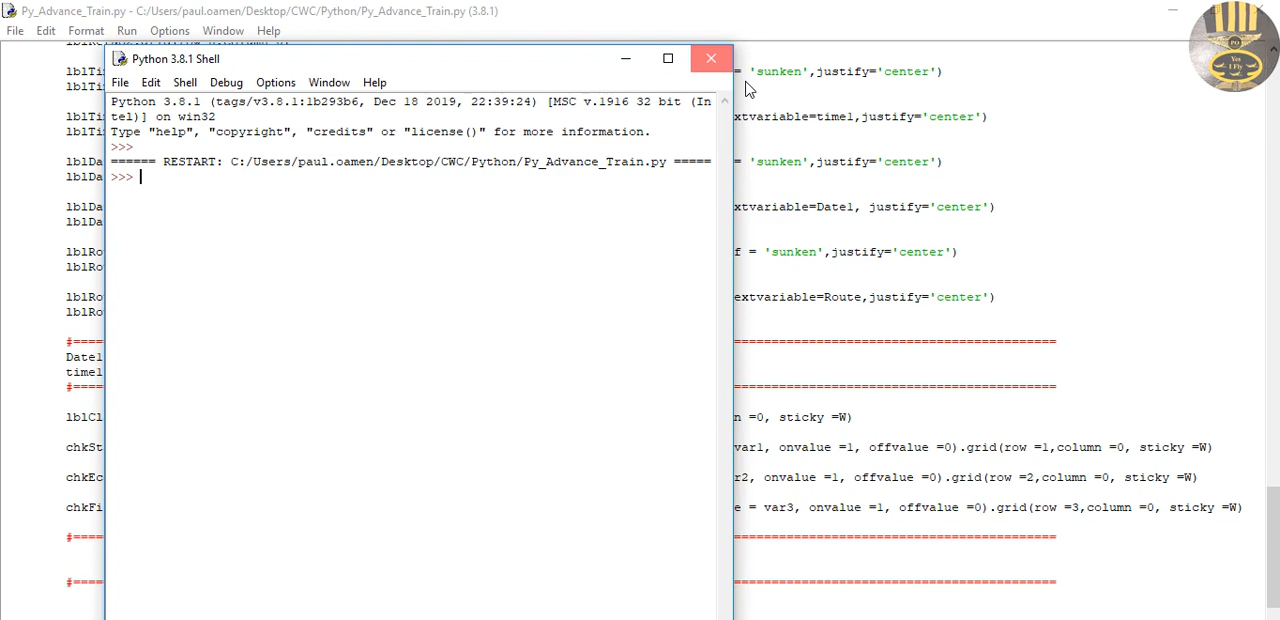 Py_Advance_Train.py - C:/Users/paul.oamen/Desktop/CWC/Python/Py_Advance_Train.py (3.8.1)
File Edit Format Run Options Window Help
Python 3.8.1 Shell
File Edit Shell Debug Options Window Help
Python 3.8.1 (tags/v3.8.1:1b293b6, Dec 18 2019, 22:39:24) [MSC v.1916 32 bit (In
tel)] on win32
Type "help", "copyright", "credits" or "license()" for more information.
>>>
====== RESTART: C:/Users/paul.oamen/Desktop/CWC/Python/Py_Advance_Train.py =====
>>>
lblTi = 'sunken',justify='center')
lblTi
lblTi extvariable=time1,justify='center')
lblTi
lblDa = 'sunken',justify='center')
lblDa
lblDa extvariable=Date1, justify='center')
lblDa
lblRo f = 'sunken',justify='center')
lblRo
lblRo extvariable=Route,justify='center')
lblRo
#==== ===========================================
Date1
time1
#==== ===========================================
lblCl n =0, sticky =W)
chkSt var1, onvalue =1, offvalue =0).grid(row =1,column =0, sticky =W)
chkEc r2, onvalue =1, offvalue =0).grid(row =2,column =0, sticky =W)
chkFi e = var3, onvalue =1, offvalue =0).grid(row =3,column =0, sticky =W)
#==== ===========================================
#==== ===========================================
PO
Yes
I Fly